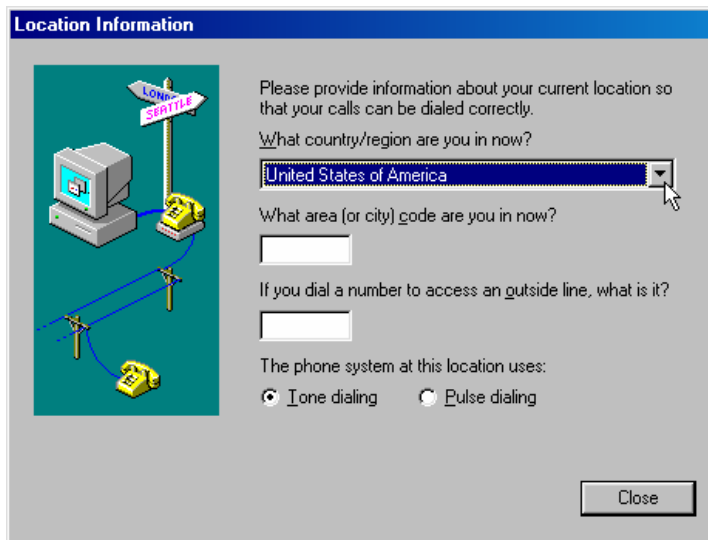 Location Information
LONDO
SEATTLE
Please provide information about your current location so
that your calls can be dialed correctly.
What country/region are you in now?
United States of America
What area (or city) code are you in now?
If you dial a number to access an outside line, what is it?
The phone system at this location uses:
Tone dialing Pulse dialing
Close